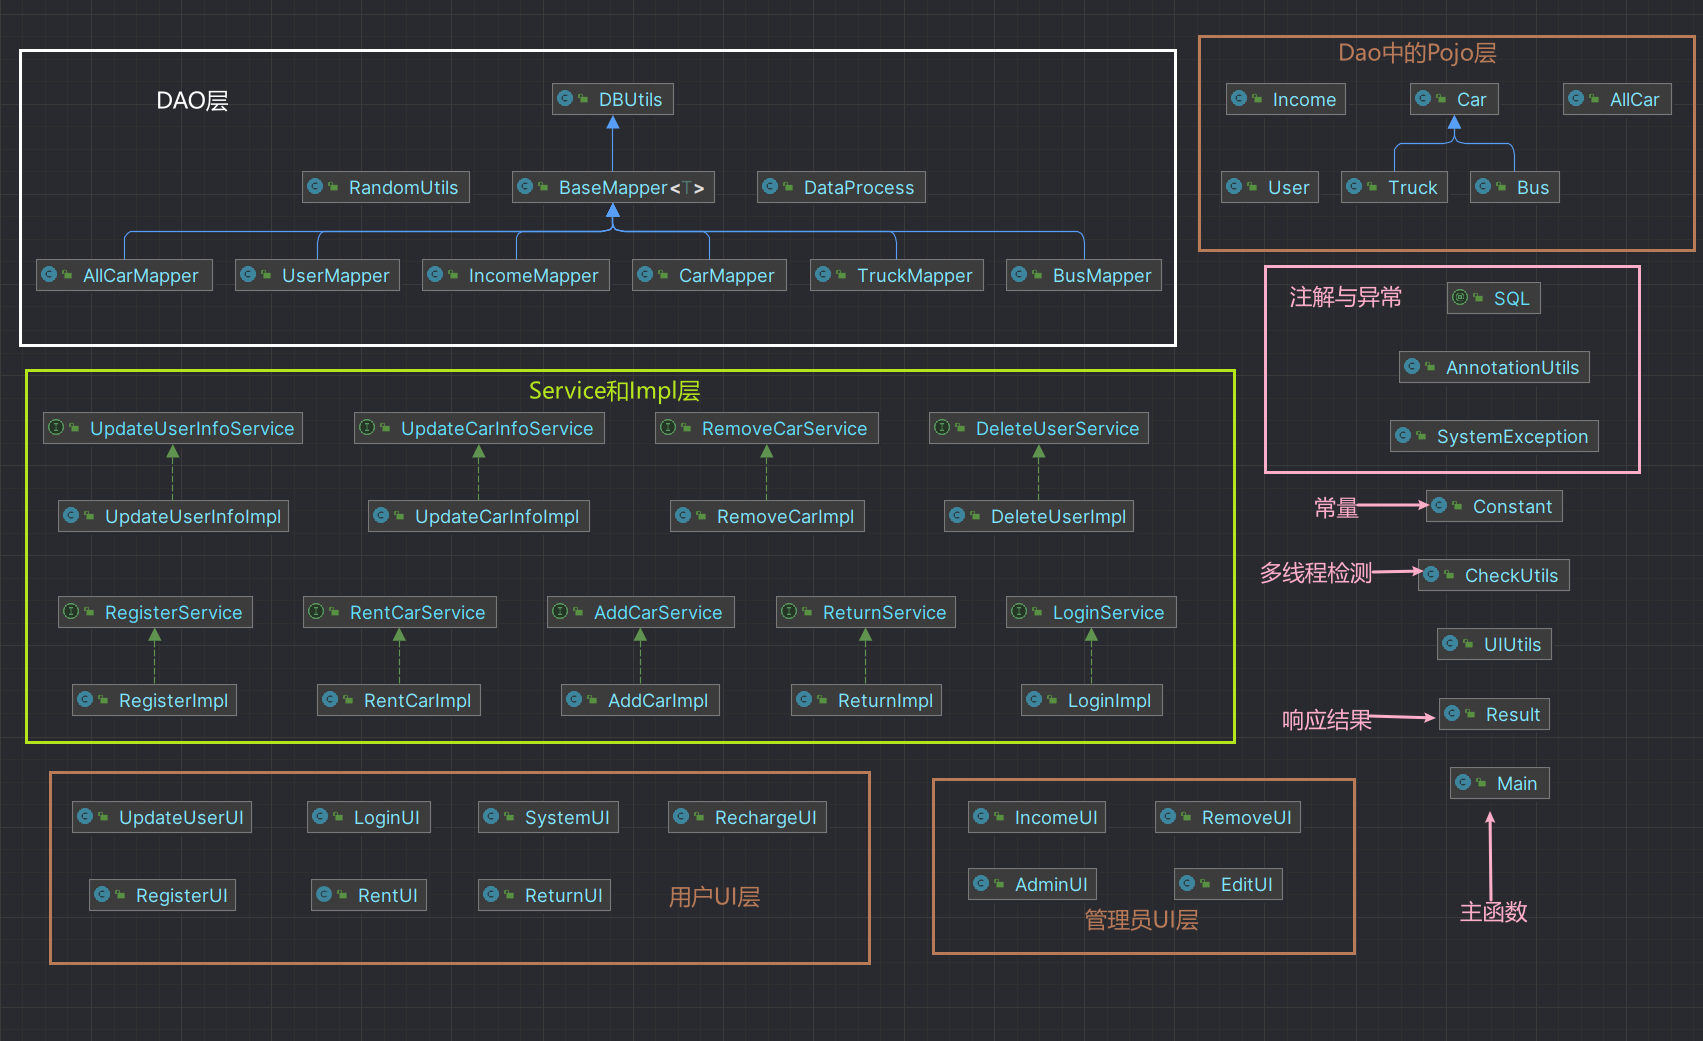 DAO层
DBUtils
RandomUtils
BaseMapper<T>
DataProcess
AllCarMapper
UserMapper
IncomeMapper
CarMapper
TruckMapper
BusMapper
Dao中的Pojo层
Income
Car
AllCar
User
Truck
Bus
注解与异常
SQL
AnnotationUtils
SystemException
Service和Impl层
UpdateUserInfoService
UpdateCarInfoService
RemoveCarService
DeleteUserService
UpdateUserInfoImpl
UpdateCarInfoImpl
RemoveCarImpl
DeleteUserImpl
RegisterService
RentCarService
AddCarService
ReturnService
LoginService
RegisterImpl
RentCarImpl
AddCarImpl
ReturnImpl
LoginImpl
常量
Constant
多线程检测
CheckUtils
UIUtils
响应结果
Result
Main
主函数
UpdateUserUI
LoginUI
SystemUI
RechargeUI
RegisterUI
RentUI
ReturnUI
用户UI层
IncomeUI
RemoveUI
AdminUI
EditUI
管理员UI层